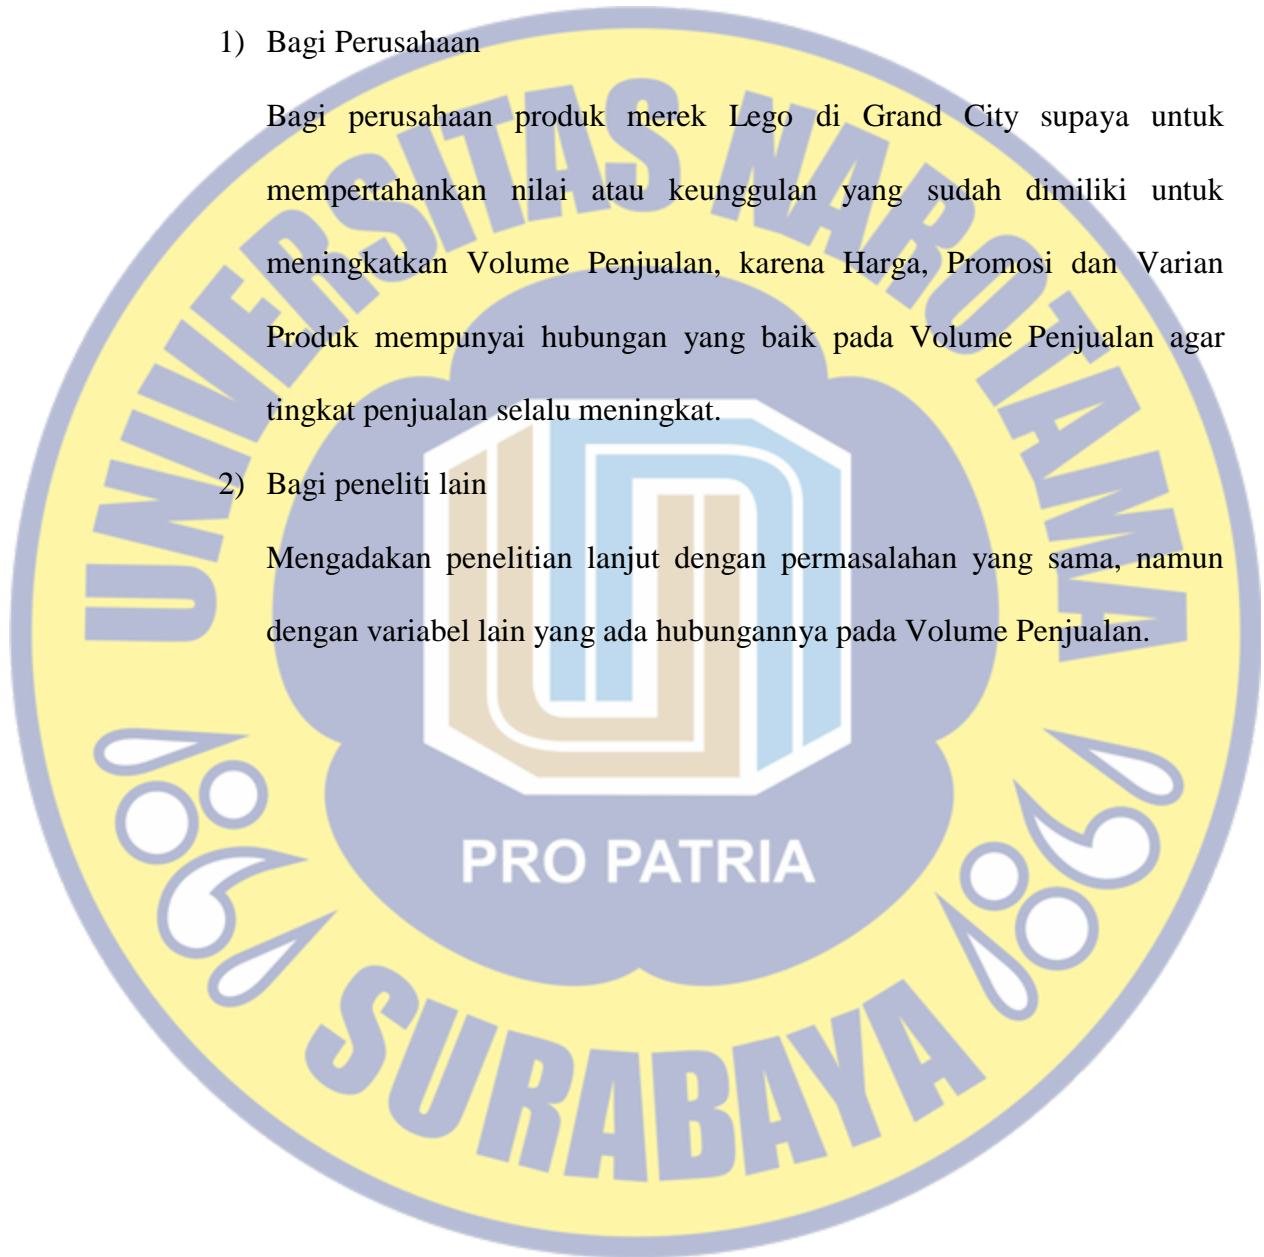 1) Bagi Perusahaan
Bagi perusahaan produk merek Lego di Grand City supaya untuk
mempertahankan nilai atau keunggulan yang sudah dimiliki untuk
meningkatkan Volume Penjualan, karena Harga, Promosi dan Varian
Produk mempunyai hubungan yang baik pada Volume Penjualan agar
tingkat penjualan selalu meningkat.
2) Bagi peneliti lain
Mengadakan penelitian lanjut dengan permasalahan yang sama, namun
dengan variabel lain yang ada hubungannya pada Volume Penjualan.
UNIVERSITAS NAROTAMA
PRO PATRIA
SURABAYA